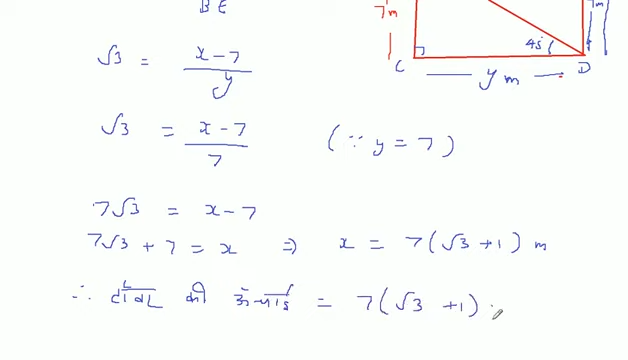 BE
7m
7m
45
C
y m
D
√3 = x-7 / y
√3 = x-7 / 7 (∵ y = 7)
7√3 = x-7
7√3 + 7 = x ⇒ x = 7(√3 +1) m
∴ टॉवर की ऊँचाई = 7(√3 +1)